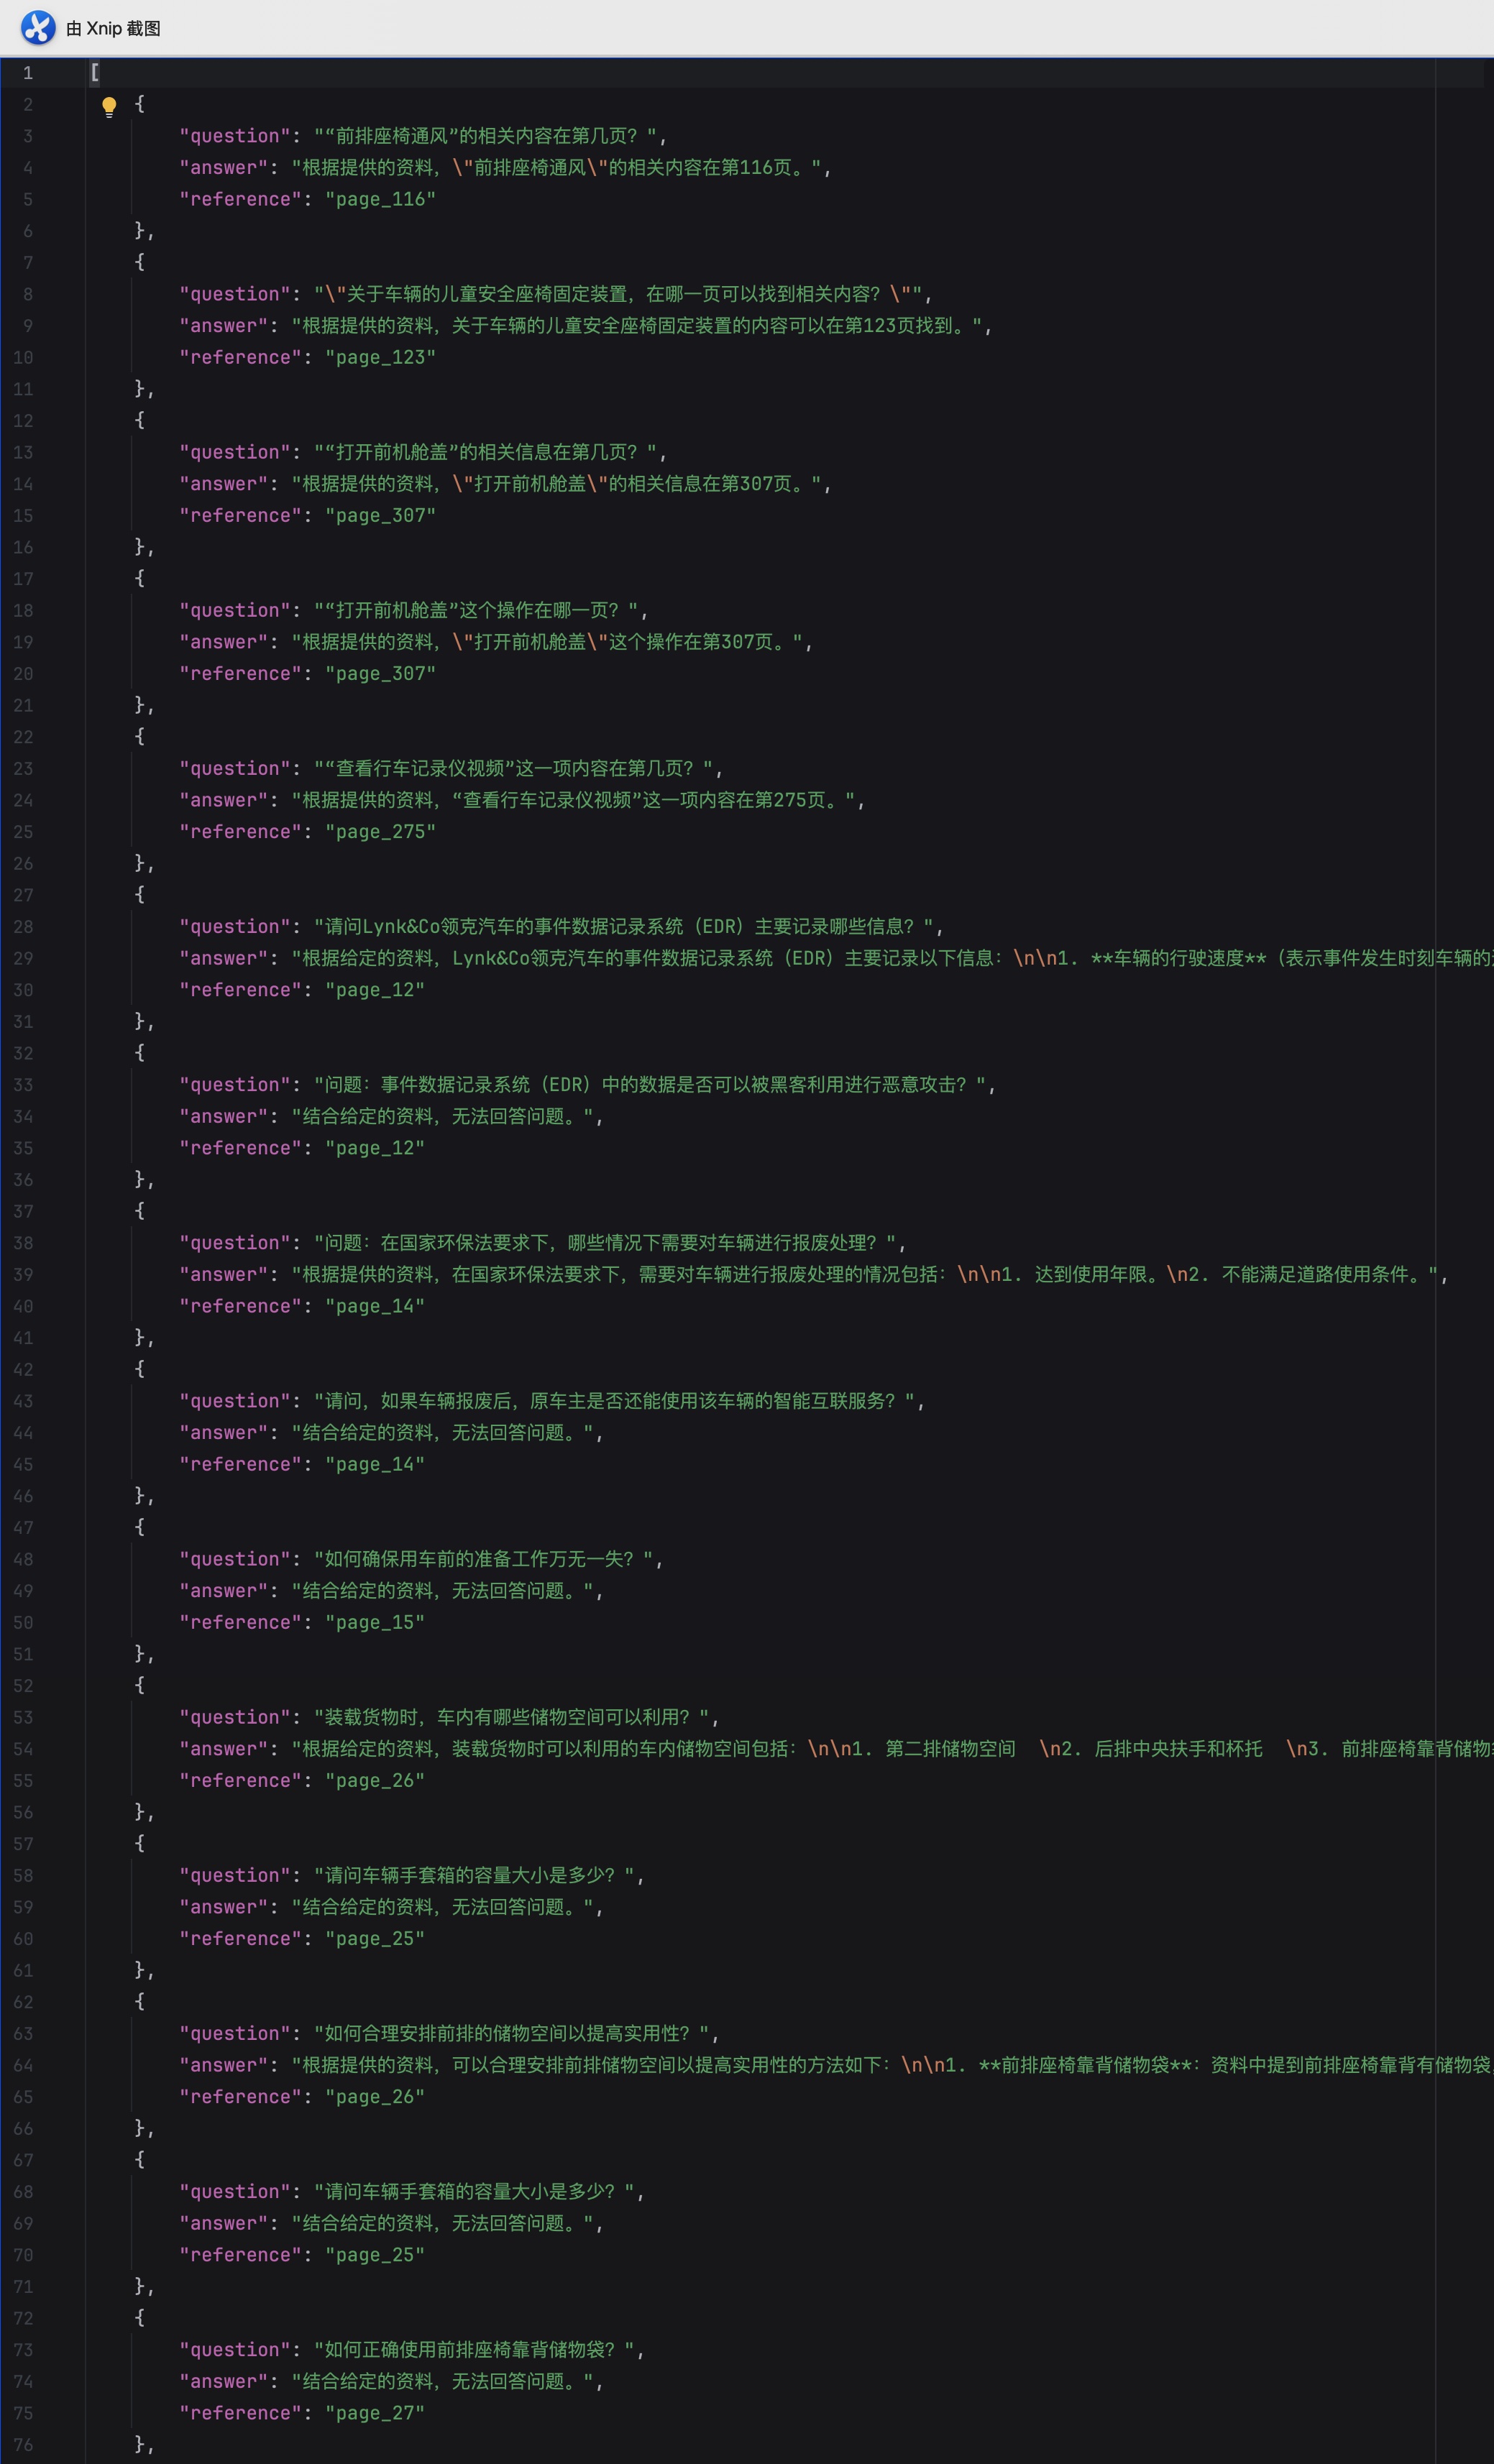 由 Xnip 截图
1 [
2 {
3 "question": "“前排座椅通风”的相关内容在第几页？",
4 "answer": "根据提供的资料，\"前排座椅通风\"的相关内容在第116页。",
5 "reference": "page_116"
6 },
7 {
8 "question": "\"关于车辆的儿童安全座椅固定装置，在哪一页可以找到相关内容？\"",
9 "answer": "根据提供的资料，关于车辆的儿童安全座椅固定装置的内容可以在第123页找到。",
10 "reference": "page_123"
11 },
12 {
13 "question": "“打开前机舱盖”的相关信息在第几页？",
14 "answer": "根据提供的资料，\"打开前机舱盖\"的相关信息在第307页。",
15 "reference": "page_307"
16 },
17 {
18 "question": "“打开前机舱盖”这个操作在哪一页？",
19 "answer": "根据提供的资料，\"打开前机舱盖\"这个操作在第307页。",
20 "reference": "page_307"
21 },
22 {
23 "question": "“查看行车记录仪视频”这一项内容在第几页？",
24 "answer": "根据提供的资料，“查看行车记录仪视频”这一项内容在第275页。",
25 "reference": "page_275"
26 },
27 {
28 "question": "请问Lynk&Co领克汽车的事件数据记录系统（EDR）主要记录哪些信息？",
29 "answer": "根据给定的资料，Lynk&Co领克汽车的事件数据记录系统（EDR）主要记录以下信息：\n\n1. **车辆的行驶速度**（表示事件发生时刻车辆的
30 "reference": "page_12"
31 },
32 {
33 "question": "问题：事件数据记录系统（EDR）中的数据是否可以被黑客利用进行恶意攻击？",
34 "answer": "结合给定的资料，无法回答问题。",
35 "reference": "page_12"
36 },
37 {
38 "question": "问题：在国家环保法要求下，哪些情况下需要对车辆进行报废处理？",
39 "answer": "根据提供的资料，在国家环保法要求下，需要对车辆进行报废处理的情况包括：\n\n1. 达到使用年限。\n2. 不能满足道路使用条件。",
40 "reference": "page_14"
41 },
42 {
43 "question": "请问，如果车辆报废后，原车主是否还能使用该车辆的智能互联服务？",
44 "answer": "结合给定的资料，无法回答问题。",
45 "reference": "page_14"
46 },
47 {
48 "question": "如何确保用车前的准备工作万无一失？",
49 "answer": "结合给定的资料，无法回答问题。",
50 "reference": "page_15"
51 },
52 {
53 "question": "装载货物时，车内有哪些储物空间可以利用？",
54 "answer": "根据给定的资料，装载货物时可以利用的车内储物空间包括：\n\n1. 第二排储物空间  \n2. 后排中央扶手和杯托  \n3. 前排座椅靠背储物
55 "reference": "page_26"
56 },
57 {
58 "question": "请问车辆手套箱的容量大小是多少？",
59 "answer": "结合给定的资料，无法回答问题。",
60 "reference": "page_25"
61 },
62 {
63 "question": "如何合理安排前排的储物空间以提高实用性？",
64 "answer": "根据提供的资料，可以合理安排前排储物空间以提高实用性的方法如下：\n\n1. **前排座椅靠背储物袋**：资料中提到前排座椅靠背有储物袋
65 "reference": "page_26"
66 },
67 {
68 "question": "请问车辆手套箱的容量大小是多少？",
69 "answer": "结合给定的资料，无法回答问题。",
70 "reference": "page_25"
71 },
72 {
73 "question": "如何正确使用前排座椅靠背储物袋？",
74 "answer": "结合给定的资料，无法回答问题。",
75 "reference": "page_27"
76 },